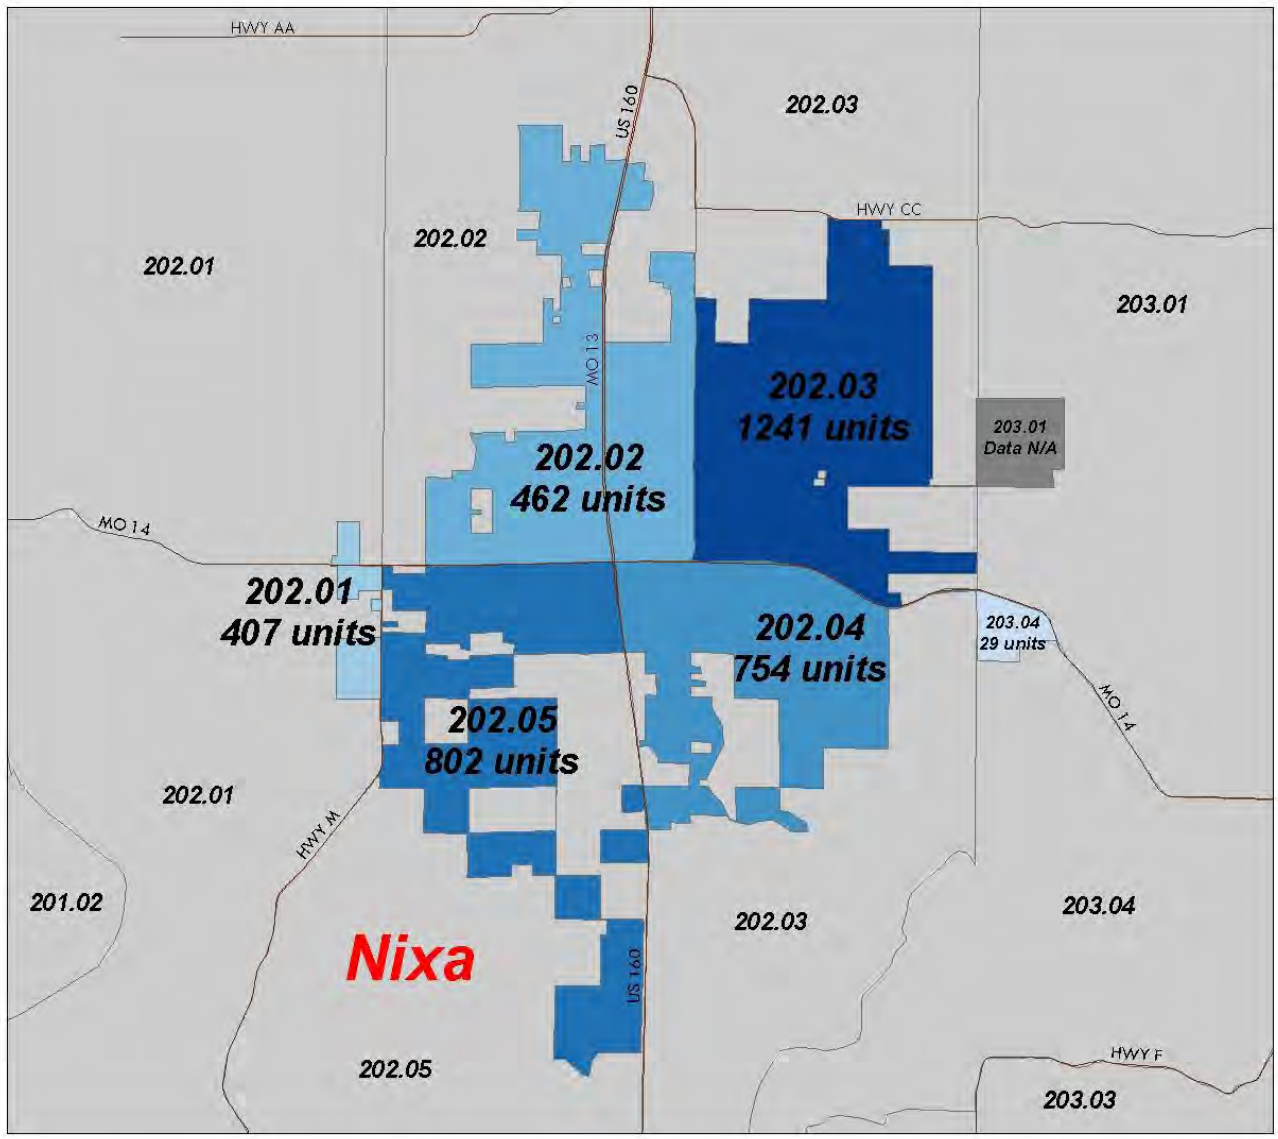 HWY AA
US 160
202.03
HWY CC
202.02
202.01
203.01
MO 13
202.03
1241 units
203.01
Data N/A
202.02
462 units
MO 14
202.01
407 units
202.04
754 units
203.04
29 units
MO 14
202.05
802 units
202.01
HWY M
201.02
202.03
203.04
Nixa
US 160
202.05
HWY F
203.03